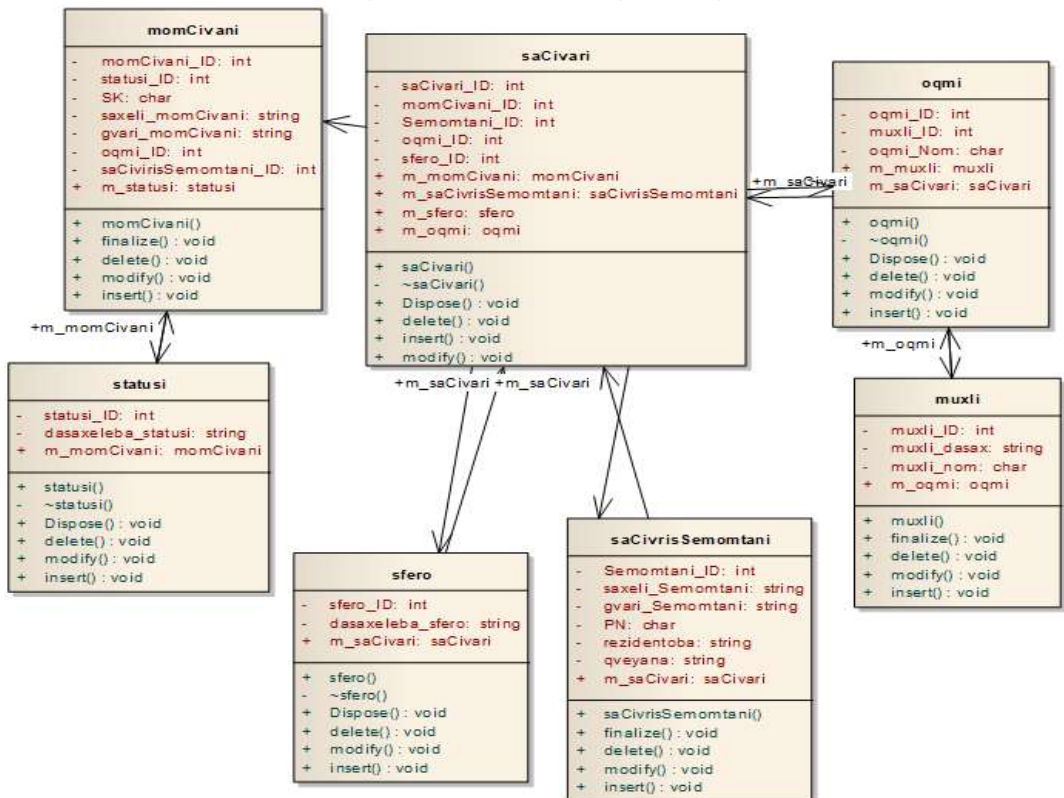 momCivani
- momCivani_ID: int
- statusi_ID: int
- SK: char
- saxeli_momCivani: string
- gvari_momCivani: string
- oqmi_ID: int
- saCivirisSemomtani_ID: int
+ m_statusi: statusi
+ momCivani()
+ finalize() : void
+ delete() : void
+ modify() : void
+ insert() : void
saCivari
- saCivari_ID: int
- momCivani_ID: int
- Semomtani_ID: int
- oqmi_ID: int
- sfero_ID: int
+ m_momCivani: momCivani
+ m_saCivrisSemomtani: saCivrisSemomtani
+ m_sfero: sfero
+ m_oqmi: oqmi
+ saCivari()
- ~saCivari()
+ Dispose() : void
+ delete() : void
+ insert() : void
+ modify() : void
+m_saCivari
oqmi
- oqmi_ID: int
- muxli_ID: int
- oqmi_Nom: char
+ m_muxli: muxli
m_saCivari: saCivari
+ oqmi()
- ~oqmi()
+ Dispose() : void
+ delete() : void
+ modify() : void
+ insert() : void
+m_momCivani
+m_saCivari +m_saCivari
+m_oqmi
statusi
- statusi_ID: int
- dasaxeleba_statusi: string
+ m_momCivani: momCivani
+ statusi()
- ~statusi()
+ Dispose() : void
+ delete() : void
+ modify() : void
+ insert() : void
muxli
- muxli_ID: int
- muxli_dasax: string
- muxli_nom: char
+ m_oqmi: oqmi
+ muxli()
+ finalize() : void
+ delete() : void
+ modify() : void
+ insert() : void
sfero
- sfero_ID: int
- dasaxeleba_sfero: string
+ m_saCivari: saCivari
+ sfero()
- ~sfero()
+ Dispose() : void
+ delete() : void
+ modify() : void
+ insert() : void
saCivrisSemomtani
- Semomtani_ID: int
- saxeli_Semomtani: string
- gvari_Semomtani: string
- PN: char
- rezidentoba: string
- qveyana: string
+ m_saCivari: saCivari
+ saCivrisSemomtani()
+ finalize() : void
+ delete() : void
+ modify() : void
+ insert() : void